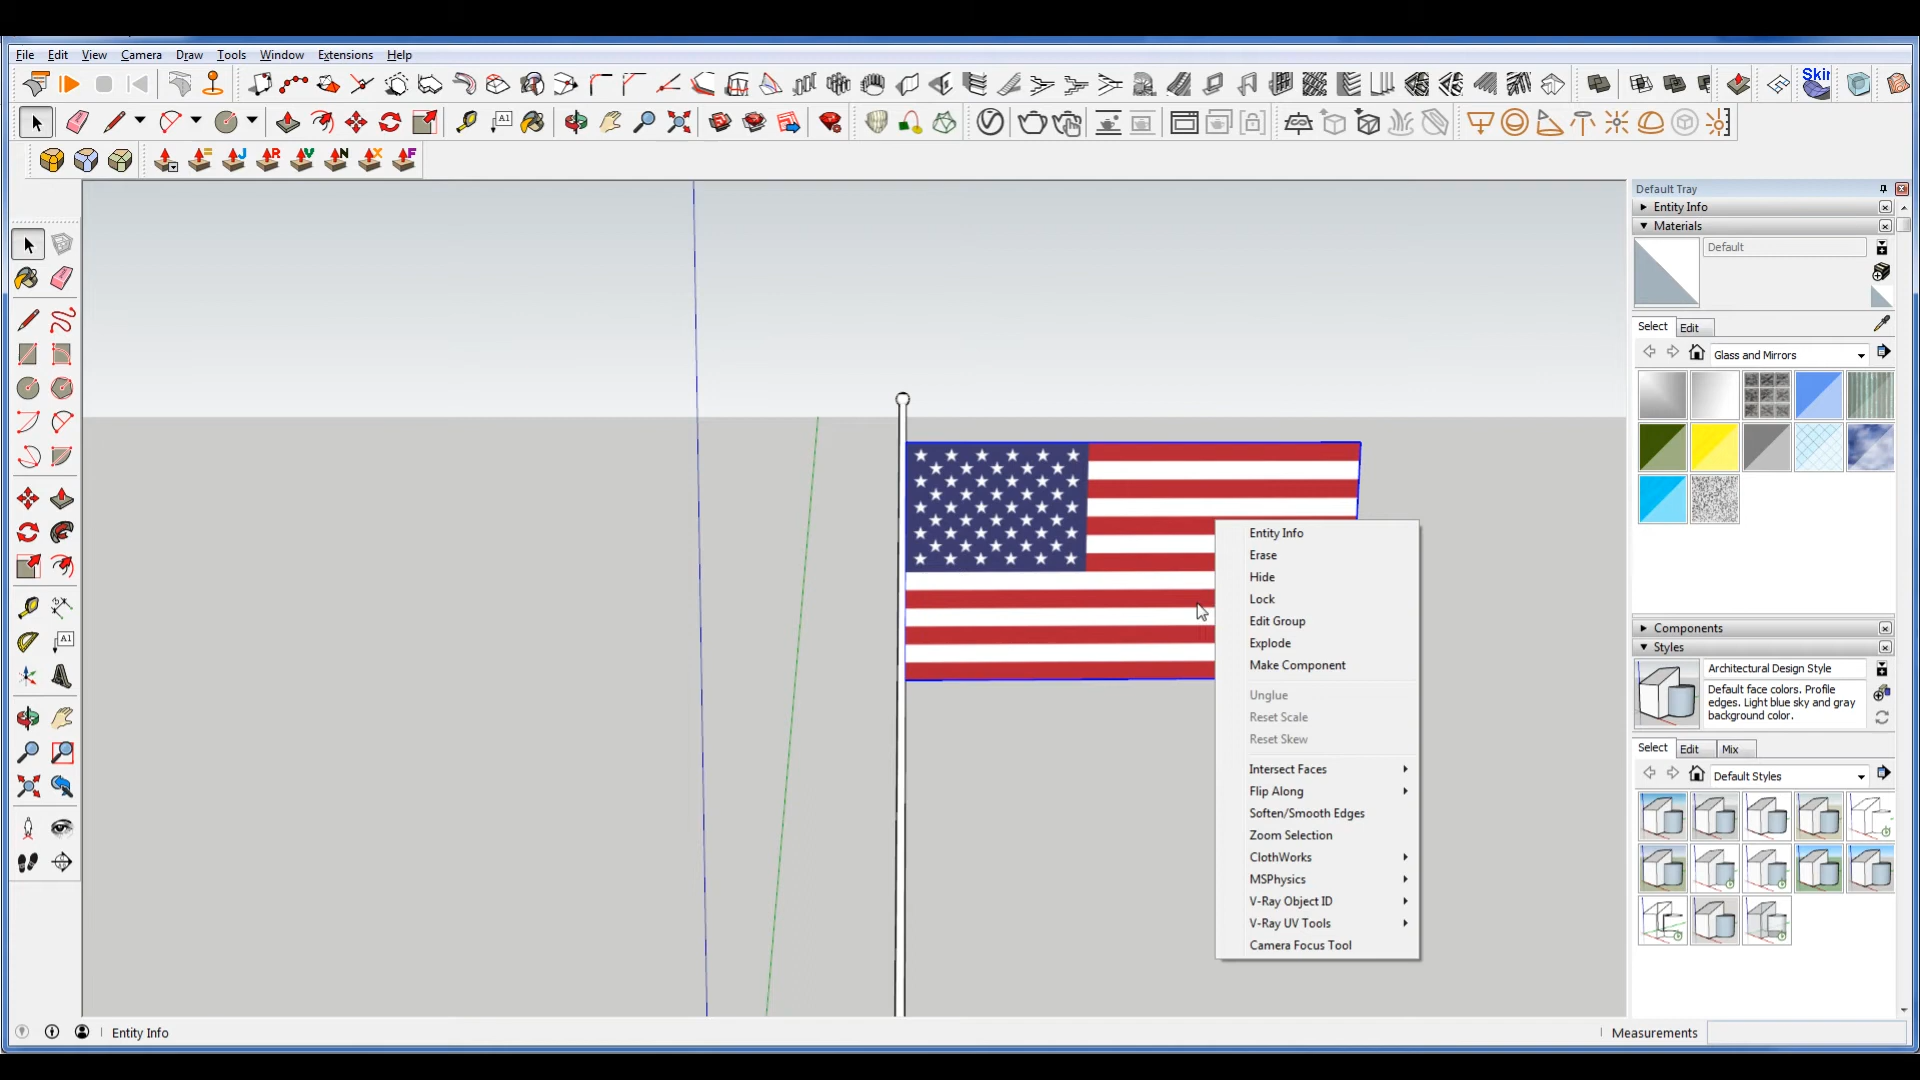 File Edit View Camera Draw Tools Window Extensions Help
Skir
A1
J R V N X F
Default Tray
Entity Info
Materials
Default
Select Edit
Glass and Mirrors
A1
Entity Info
Erase
Hide
Lock
Edit Group
Explode
Make Component
Unglue
Reset Scale
Reset Skew
Intersect Faces
Flip Along
Soften/Smooth Edges
Zoom Selection
ClothWorks
MSPhysics
V-Ray Object ID
V-Ray UV Tools
Camera Focus Tool
Components
Styles
Architectural Design Style
Default face colors. Profile
edges. Light blue sky and gray
background color.
Select Edit Mix
Default Styles
Entity Info
Measurements